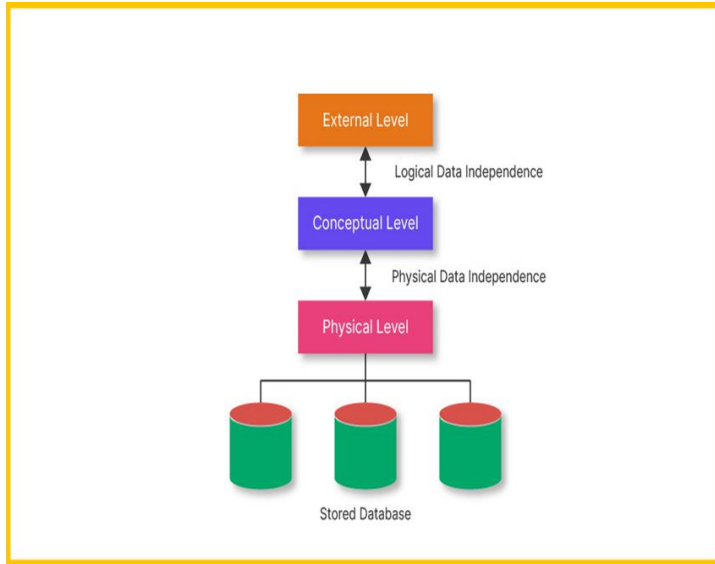 External Level
Logical Data Independence
Conceptual Level
Physical Data Independence
Physical Level
Stored Database